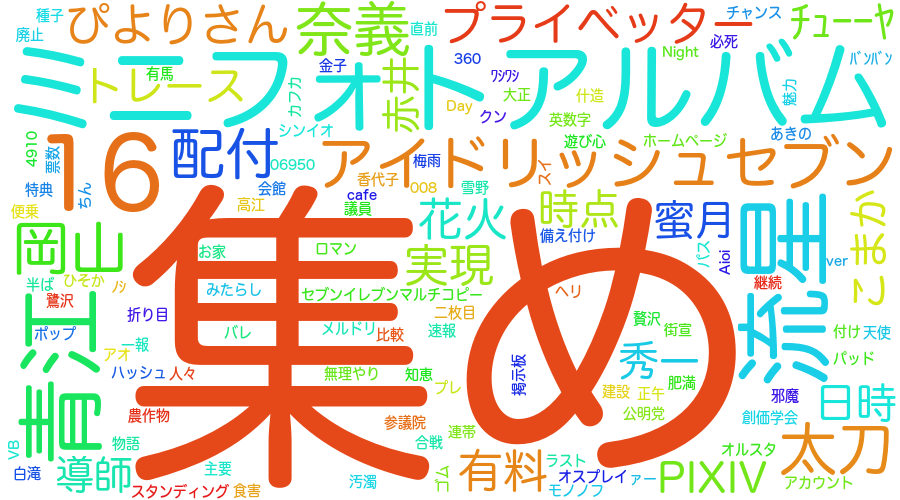 種子
ぴよりさん
奈義
直前
プライベッター
チャンス
チューーヤ
廃止
360
Night
必死
バンバン
ミニフォトアルバム
有馬
金子
トレース
カフカ
赤井
ワシワシ
大正
Day
クン
什造
英数字
魅力
4910
票数
16
配付
シンイオ
06950
アイドリッシュセブン
梅雨
遊び心
ホームページ
あきの
スイ
特典
ちん
会館
cafe
香代子
008
雪野
便乗
高江
議員
花火
時点
蜜月
流星
こまか
岡山
お家
ロマン
実現
備え付け
パス
Aioi
ver
半ば
ひそか
ノシ
集め
みたらし
セブンイレブンマルチコピー
ヘリ
継続
鷺沢
折り目
二枚目
贅沢
街宣
ポップ
一報
バレ
メルドリ
比較
速報
付け
天使
青江
アオ
秀一
パッド
ハッシュ
人々
無理やり
知恵
プレ
掲示板
肥満
建設
正午
邪魔
日時
農作物
参議院
公明党
創価学会
VB
物語
合戦
連帯
オルスタ
太刀
白滝
導師
主要
汚濁
ゴム
有料
ラスト
オスプレイ
ァー
PIXIV
アカウント
スタンディング
食害
モノノフ